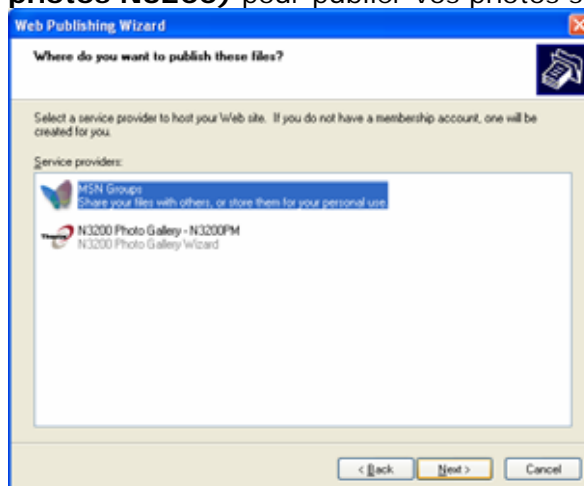 photos N3200) pour publier vos photos s
Web Publishing Wizard
Where do you want to publish these files?
Select a service provider to host your Web site. If you do not have a membership account, one will be
created for you.
Service providers:
MSN Groups
Share your files with others, or store them for your personal use.
N3200 Photo Gallery - N3200PM
N3200 Photo Gallery Wizard
< Back
Next >
Cancel